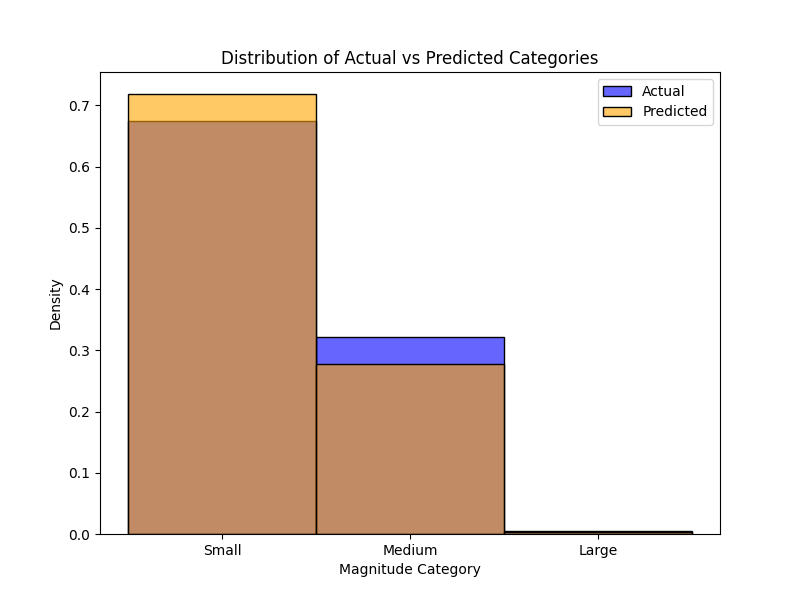 Distribution of Actual vs Predicted Categories
Actual
Predicted
0.7
0.6
0.5
0.4
0.3
0.2
0.1
0.0
Density
Small Medium Large
Magnitude Category